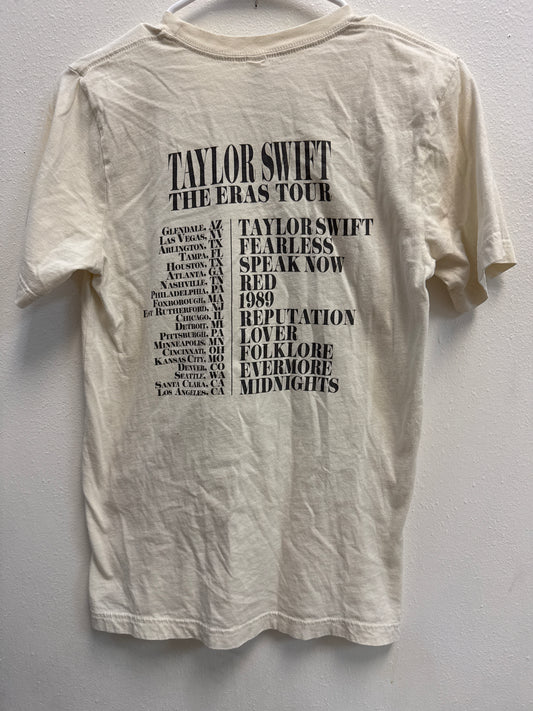 TAYLOR SWIFT
THE ERAS TOUR
GLENDALE, AZ
LAS VEGAS, NV
ARLINGTON, TX
TAMPA, FL
HOUSTON, TX
ATLANTA, GA
NASHVILLE, TN
PHILADELPHIA, PA
FOXBOROUGH, MA
EST RUTHERFORD, NJ
CHICAGO, IL
DETROIT, MI
PITTSBURGH, PA
MINNEAPOLIS, MN
CINCINNATI, OH
KANSAS CITY, MO
DENVER, CO
SEATTLE, WA
SANTA CLARA, CA
LOS ANGELES, CA
TAYLOR SWIFT
FEARLESS
SPEAK NOW
RED
1989
REPUTATION
LOVER
FOLKLORE
EVERMORE
MIDNIGHTS